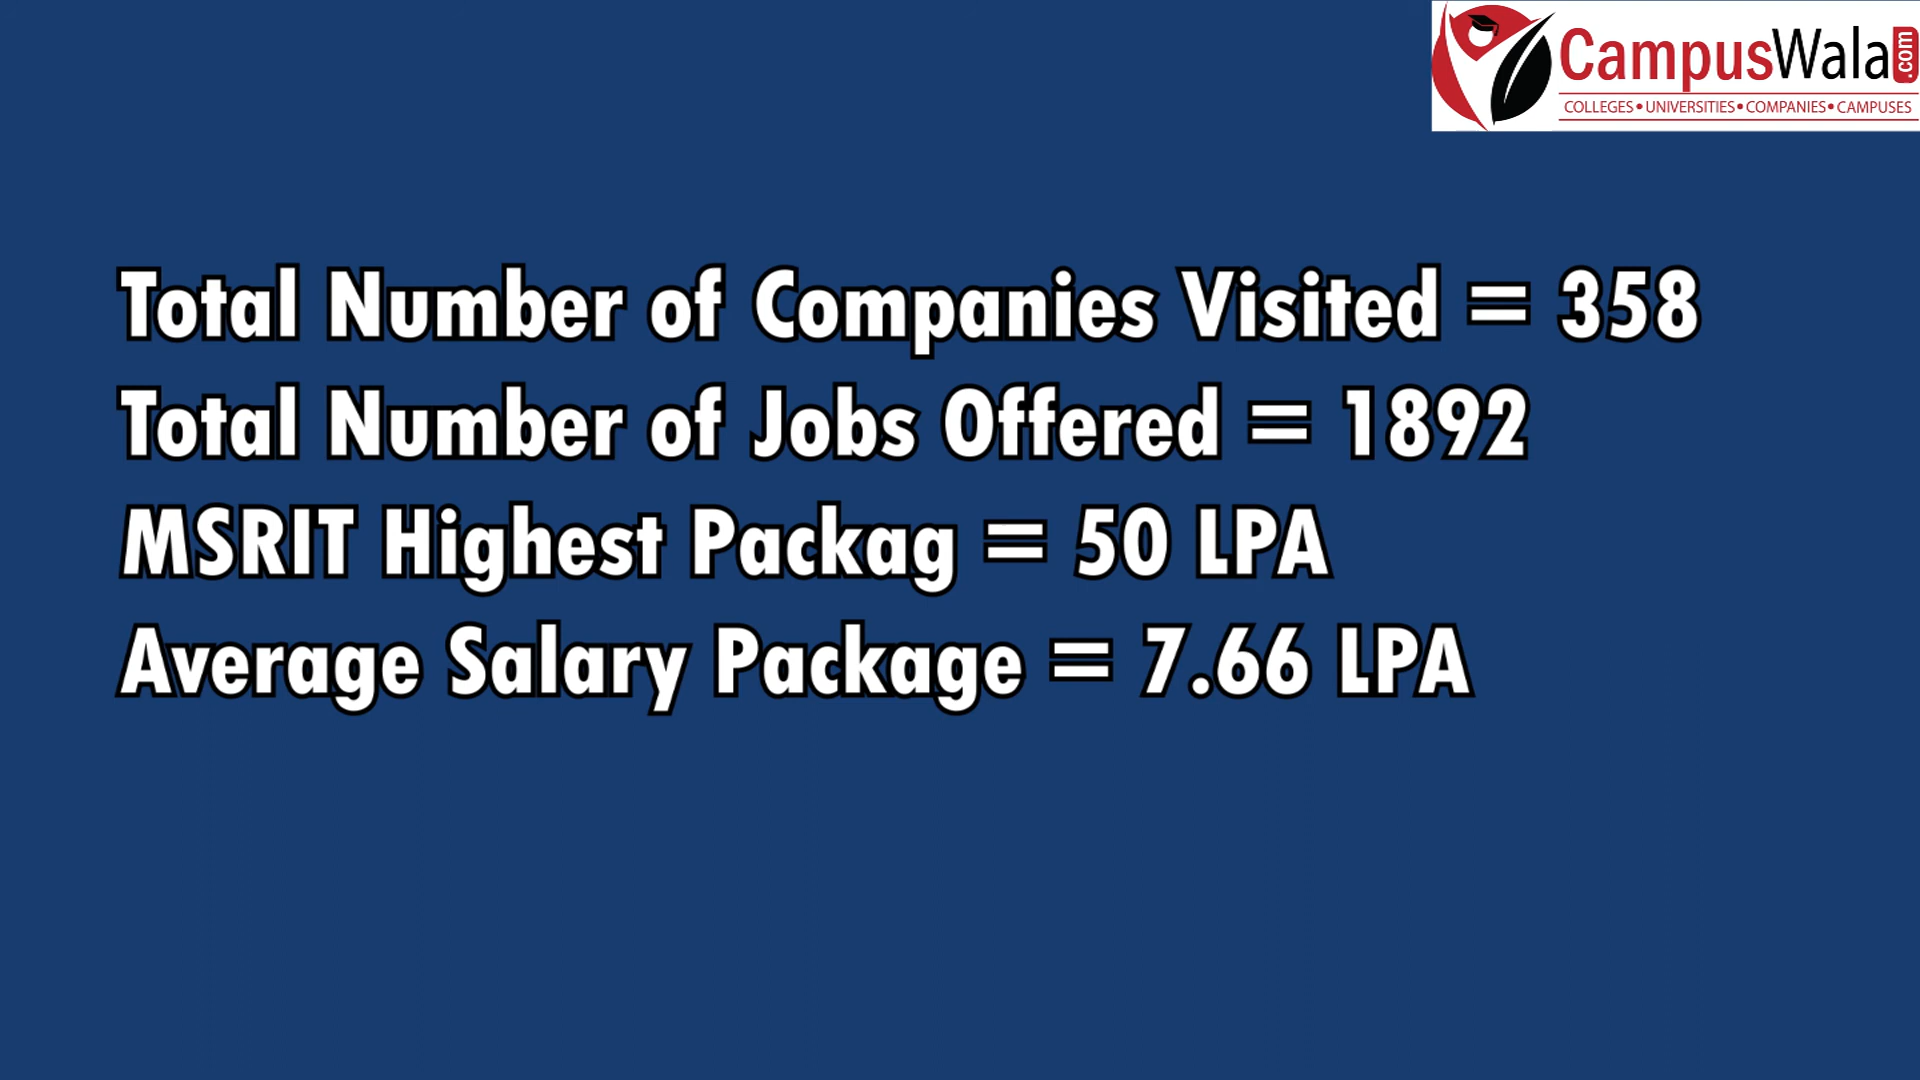 CampusWala.com
COLLEGES • UNIVERSITIES • COMPANIES • CAMPUSES
Total Number of Companies Visited = 358
Total Number of Jobs Offered = 1892
MSRIT Highest Packag = 50 LPA
Average Salary Package = 7.66 LPA